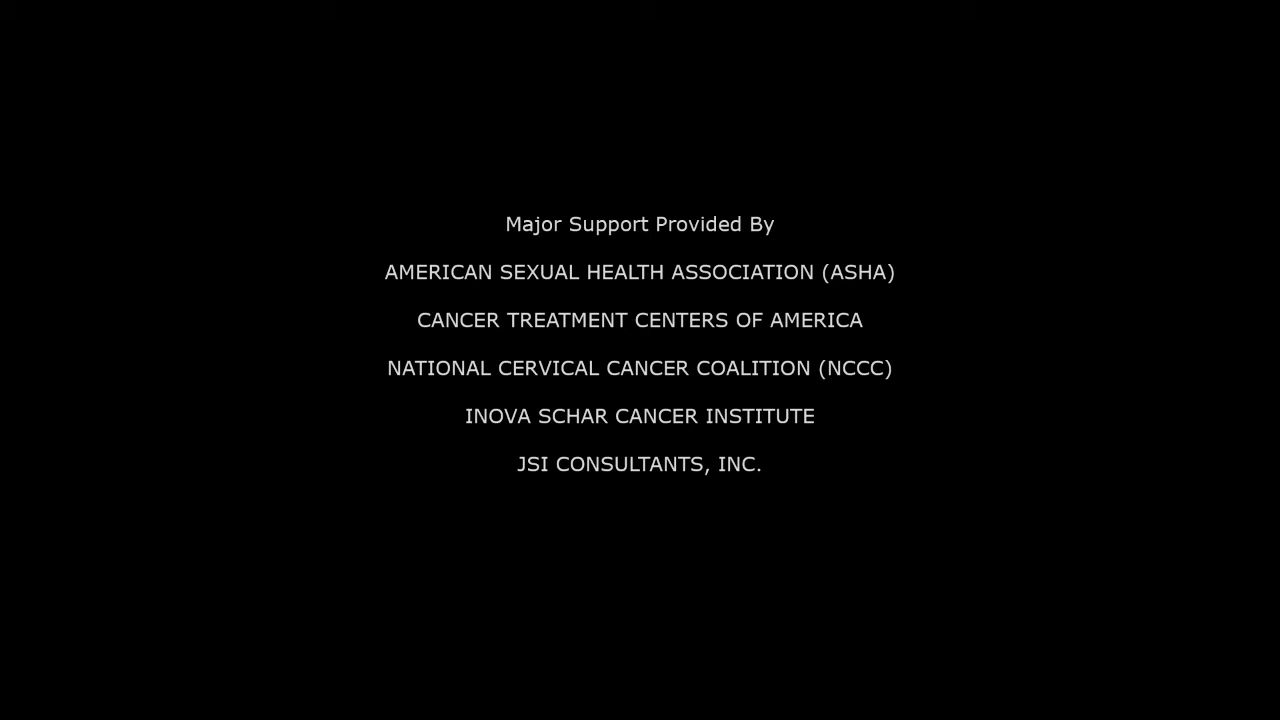 Major Support Provided By
AMERICAN SEXUAL HEALTH ASSOCIATION (ASHA)
CANCER TREATMENT CENTERS OF AMERICA
NATIONAL CERVICAL CANCER COALITION (NCCC)
INOVA SCHAR CANCER INSTITUTE
JSI CONSULTANTS, INC.